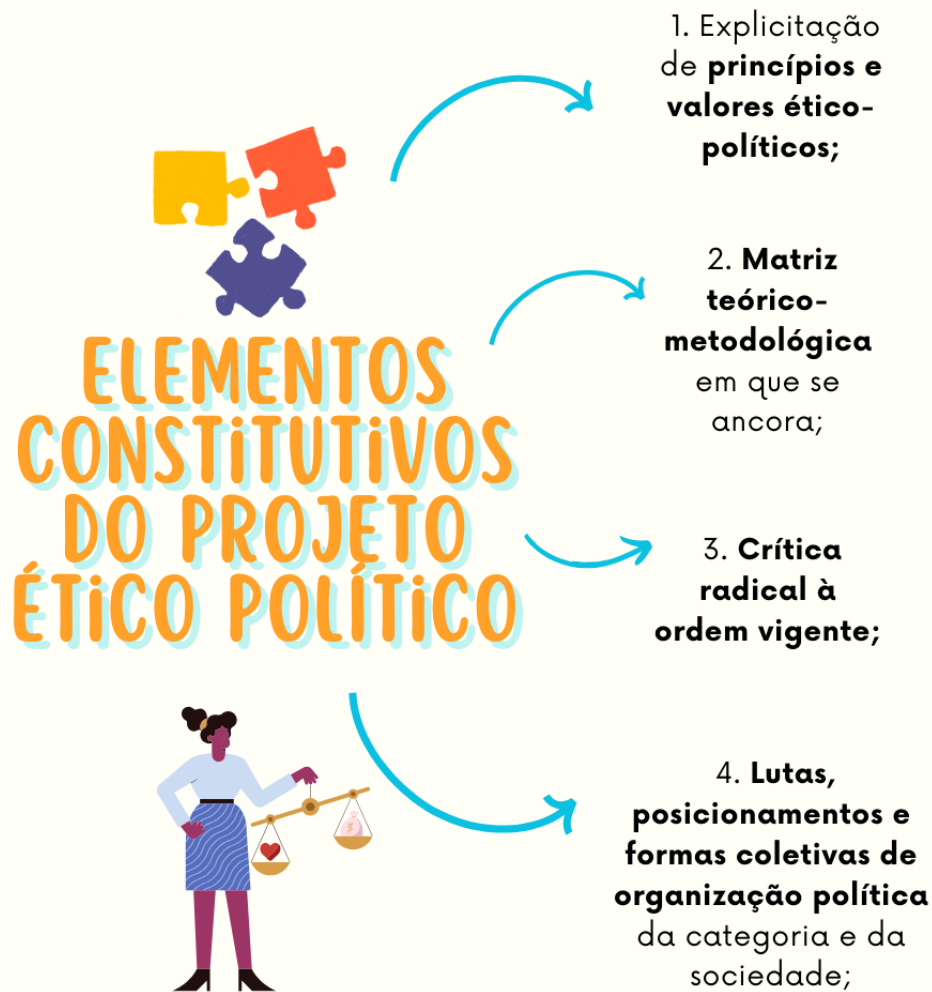 ELEMENTOS
CONSTITUTIVOS
DO PROJETO
ÉTICO POLÍTICO
1. Explicitação
de princípios e
valores ético-
políticos;
2. Matriz
teórico-
metodológica
em que se
ancora;
3. Crítica
radical à
ordem vigente;
4. Lutas,
posicionamentos e
formas coletivas de
organização política
da categoria e da
sociedade;
$